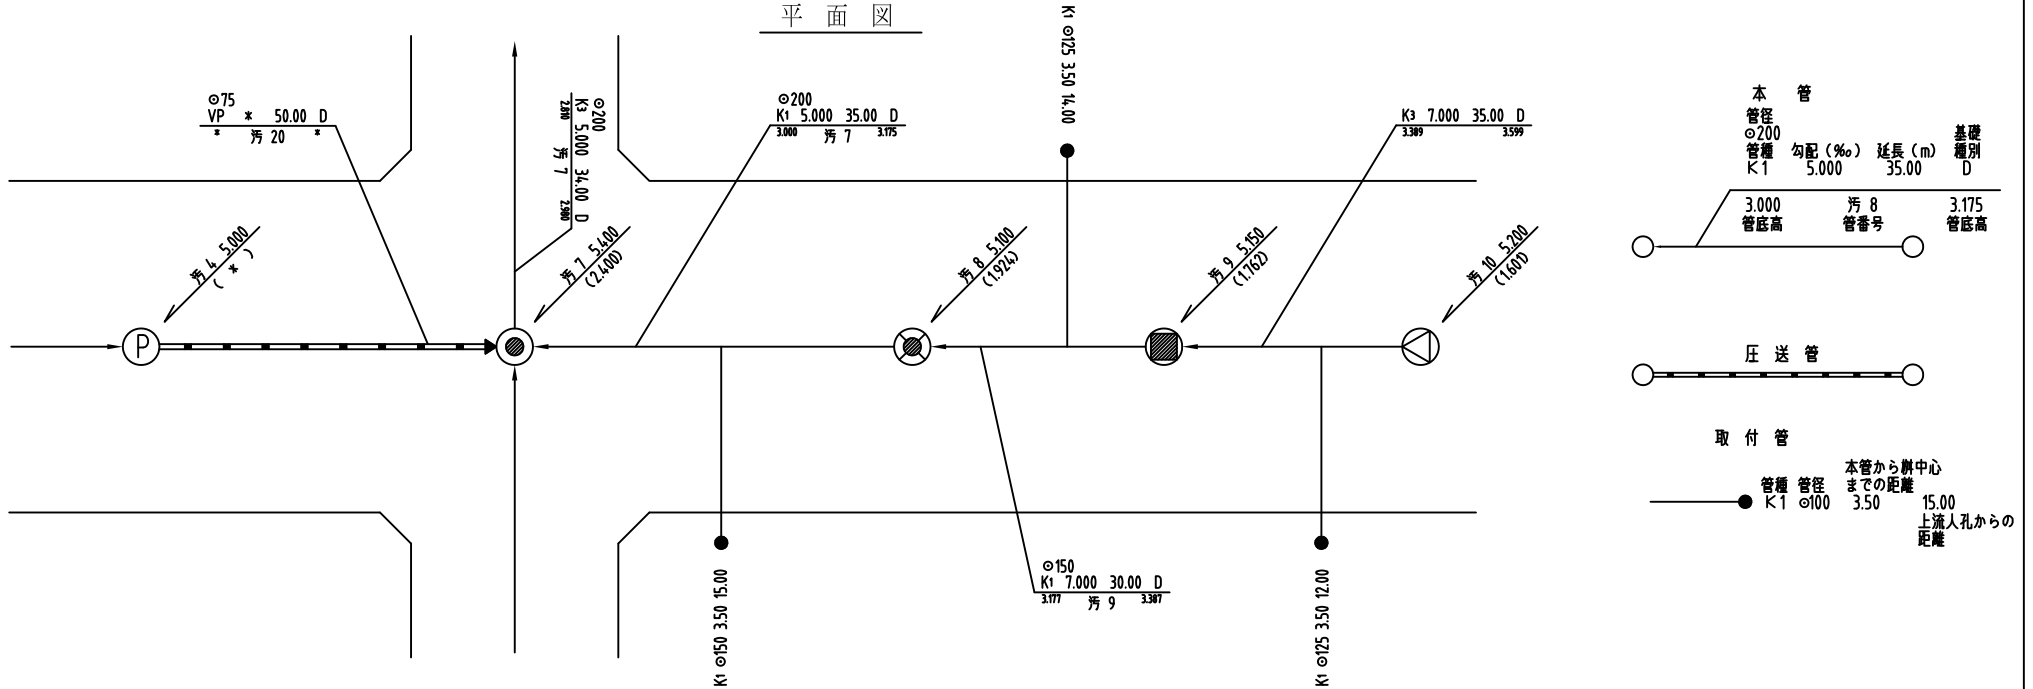 平 面 図
K1 ⊙125 3.50 14.00
⊙75
VP * 50.00 D
* 汚 20 *
⊙200
K3 5.000 34.00 D
2.810 汚 7 2.980
⊙200
K1 5.000 35.00 D
3.000 汚 7 3.175
K3 7.000 35.00 D
3.389 3.599
汚 4 5.000
( * )
汚 7 5.400
(2.400)
汚 8 5.100
(1.924)
汚 9 5.150
(1.762)
汚 10 5.200
(1.601)
P
⊙150
K1 7.000 30.00 D
3.177 汚 9 3.387
K1 ⊙150 3.50 15.00
K1 ⊙125 3.50 12.00
本 管
管径
⊙200
基礎
管種 勾配(‰) 延長(m) 種別
K1 5.000 35.00 D
3.000 汚 8 3.175
管底高 管番号 管底高
圧 送 管
取 付 管
本管から桝中心
管種 管径 までの距離
K1 ⊙100 3.50 15.00
上流人孔からの
距離